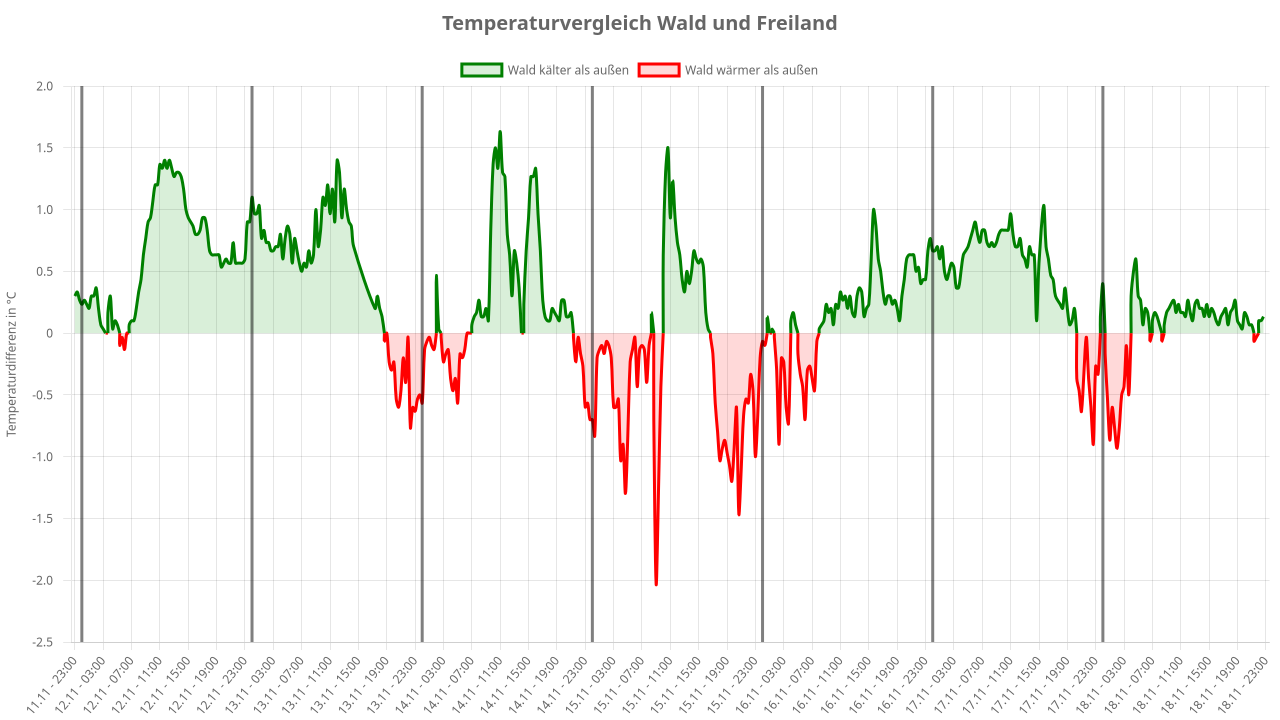 Temperaturvergleich Wald und Freiland
Wald kälter als außen
Wald wärmer als außen
Temperaturdifferenz in °C
2.0
1.5
1.0
0.5
0
-0.5
-1.0
-1.5
-2.0
-2.5
11.11 - 23:00
12.11 - 03:00
12.11 - 07:00
12.11 - 11:00
12.11 - 15:00
12.11 - 19:00
12.11 - 23:00
13.11 - 03:00
13.11 - 07:00
13.11 - 11:00
13.11 - 15:00
13.11 - 19:00
13.11 - 23:00
14.11 - 03:00
14.11 - 07:00
14.11 - 11:00
14.11 - 15:00
14.11 - 19:00
14.11 - 23:00
15.11 - 03:00
15.11 - 07:00
15.11 - 11:00
15.11 - 15:00
15.11 - 19:00
15.11 - 23:00
16.11 - 03:00
16.11 - 07:00
16.11 - 11:00
16.11 - 15:00
16.11 - 19:00
16.11 - 23:00
17.11 - 03:00
17.11 - 07:00
17.11 - 11:00
17.11 - 15:00
17.11 - 19:00
17.11 - 23:00
18.11 - 03:00
18.11 - 07:00
18.11 - 11:00
18.11 - 15:00
18.11 - 19:00
18.11 - 23:00